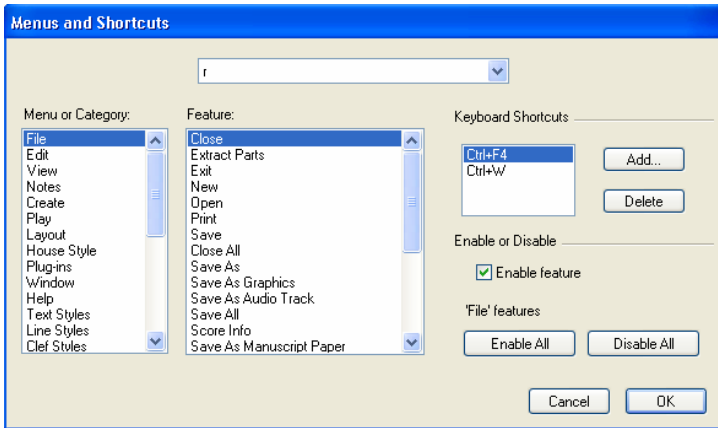 Menus and Shortcuts
r
Menu or Category:
File
Edit
View
Notes
Create
Play
Layout
House Style
Plug-ins
Window
Help
Text Styles
Line Styles
Clef Styles
Feature:
Close
Extract Parts
Exit
New
Open
Print
Save
Close All
Save As
Save As Graphics
Save As Audio Track
Save All
Score Info
Save As Manuscript Paper
Keyboard Shortcuts
Ctrl+F4
Ctrl+W
Add...
Delete
Enable or Disable
Enable feature
'File' features
Enable All
Disable All
Cancel
OK